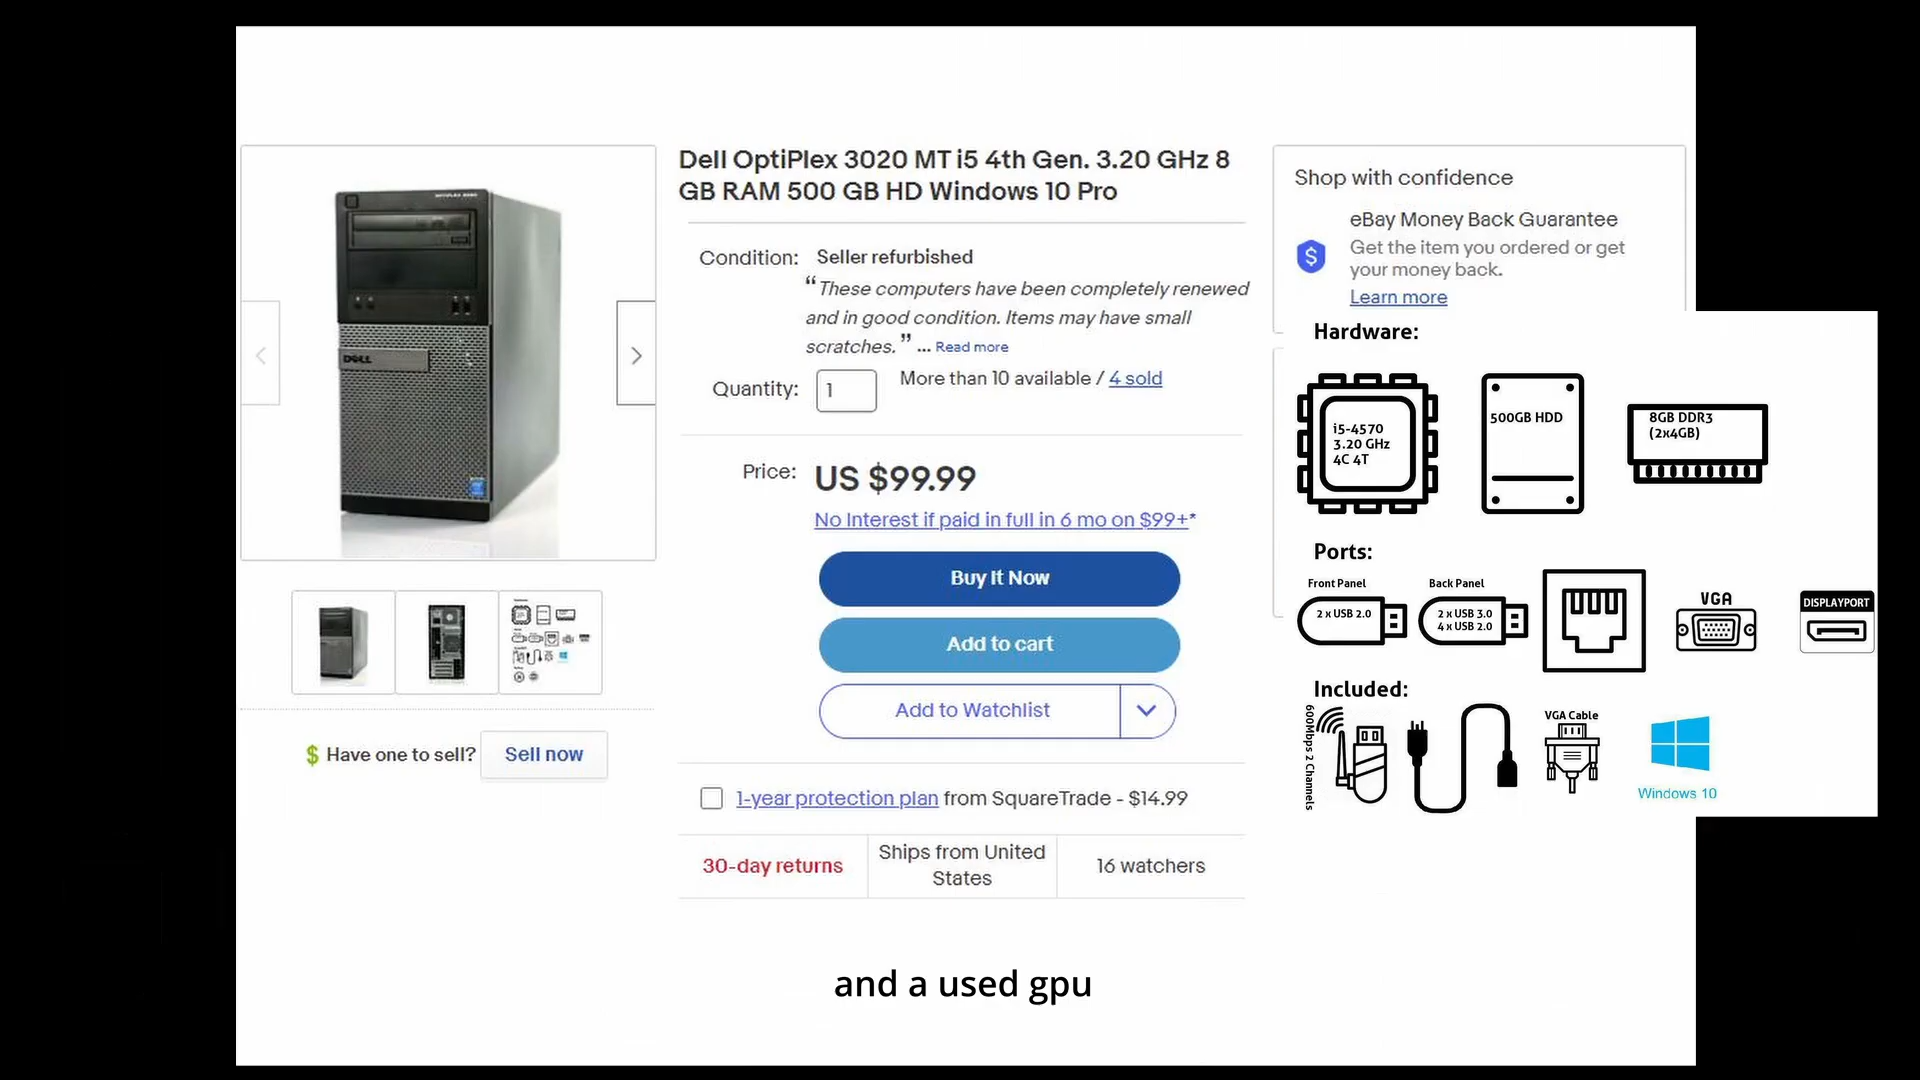 Dell OptiPlex 3020 MT i5 4th Gen. 3.20 GHz 8
GB RAM 500 GB HD Windows 10 Pro
Condition: Seller refurbished
“These computers have been completely renewed
and in good condition. Items may have small
scratches.” ... Read more
Quantity: 1 More than 10 available / 4 sold
Price: US $99.99
No Interest if paid in full in 6 mo on $99+*
Buy It Now
Add to cart
Add to Watchlist
1-year protection plan from SquareTrade - $14.99
30-day returns
Ships from United
States
16 watchers
DELL
$ Have one to sell? Sell now
Shop with confidence
eBay Money Back Guarantee
$
Get the item you ordered or get
your money back.
Learn more
Hardware:
i5-4570
3.20 GHz
4C 4T
500GB HDD
8GB DDR3
(2x4GB)
Ports:
Front Panel
2 x USB 2.0
Back Panel
2 x USB 3.0
4 x USB 2.0
VGA
DISPLAYPORT
Included:
600Mbps 2 Channels
VGA Cable
Windows 10
and a used gpu